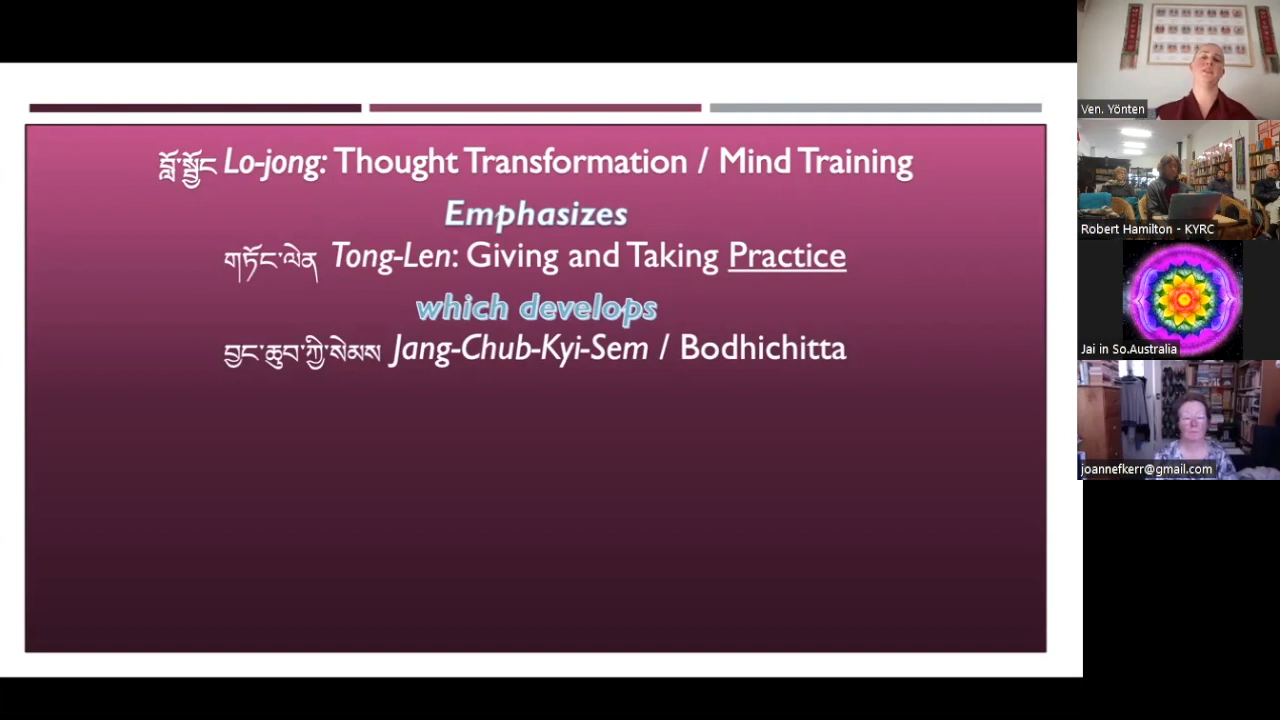 བློ་སྦྱོང Lo-jong: Thought Transformation / Mind Training
Emphasizes
གཏོང་ལེན Tong-Len: Giving and Taking Practice
which develops
བྱང་ཆུབ་ཀྱི་སེམས Jang-Chub-Kyi-Sem / Bodhichitta
Ven. Yönten
Robert Hamilton - KYRC
Jai in So.Australia
joannefkerr@gmail.com